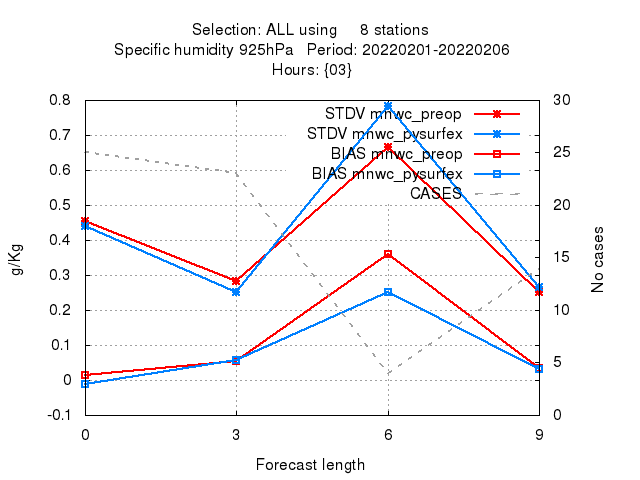 Selection: ALL using 8 stations
Specific humidity 925hPa Period: 20220201-20220206
Hours: {03}
0.8
0.7
0.6
0.5
0.4
0.3
0.2
0.1
0
-0.1
30
25
20
15
10
5
0
STDV mnwc_preop
STDV mnwc_pysurfex
BIAS mnwc_preop
BIAS mnwc_pysurfex
CASES
g/Kg
No cases
0 3 6 9
Forecast length